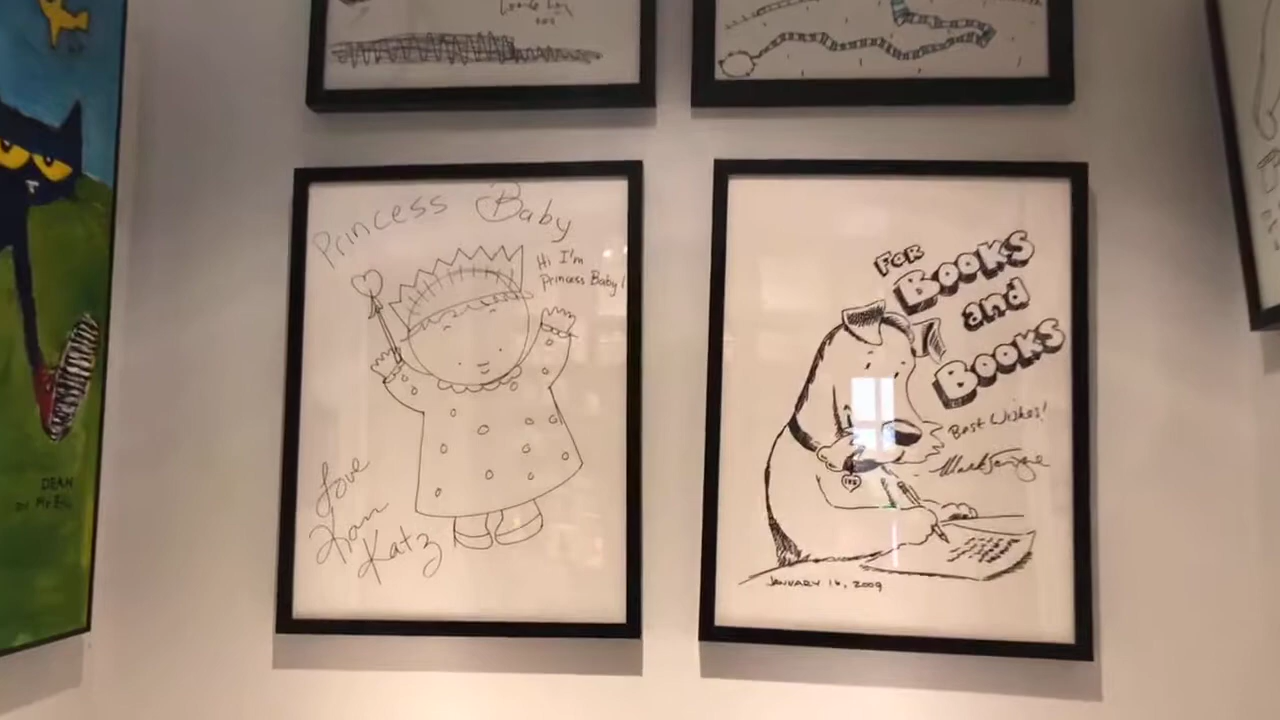 Princess Baby
Hi I'm
Princess Baby!
Love
Karen
Katz
FOR
BOOKS
and
BOOKS
Best Wishes!
JANUARY 16, 2009
DEAN